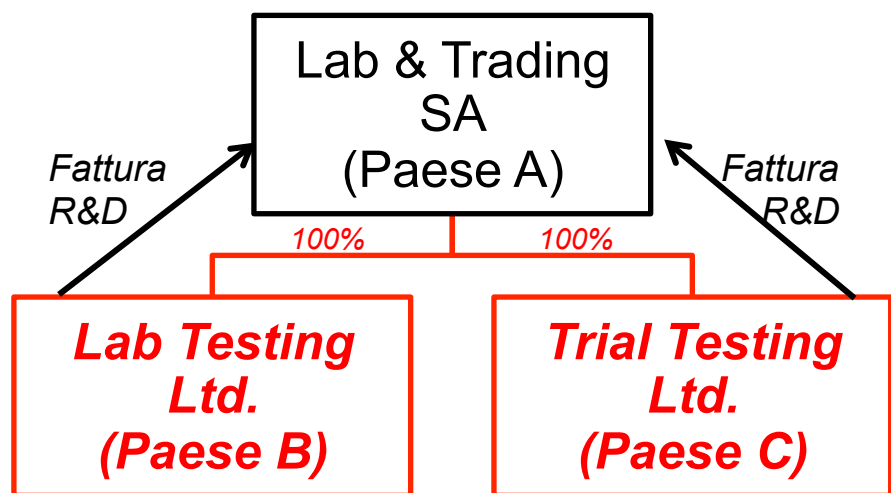 Lab & Trading
SA
(Paese A)
Fattura
R&D
Fattura
R&D
100%
100%
Lab Testing
Ltd.
(Paese B)
Trial Testing
Ltd.
(Paese C)